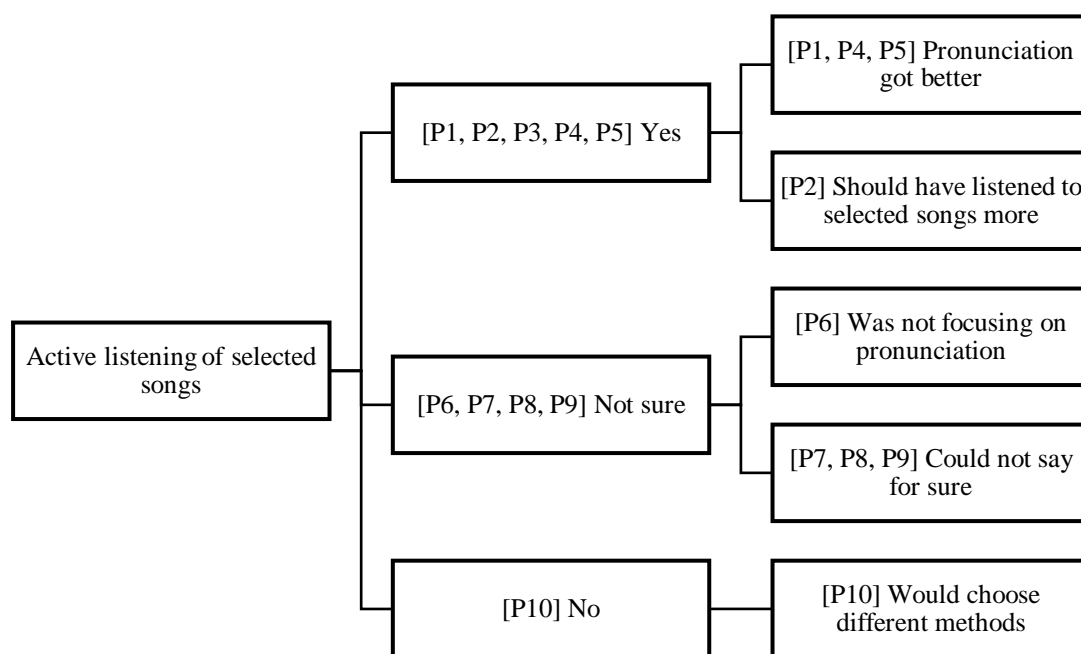 [P1, P4, P5] Pronunciation
got better
[P1, P2, P3, P4, P5] Yes
[P2] Should have listened to
selected songs more
[P6] Was not focusing on
pronunciation
Active listening of selected
songs
[P6, P7, P8, P9] Not sure
[P7, P8, P9] Could not say
for sure
[P10] No
[P10] Would choose
different methods